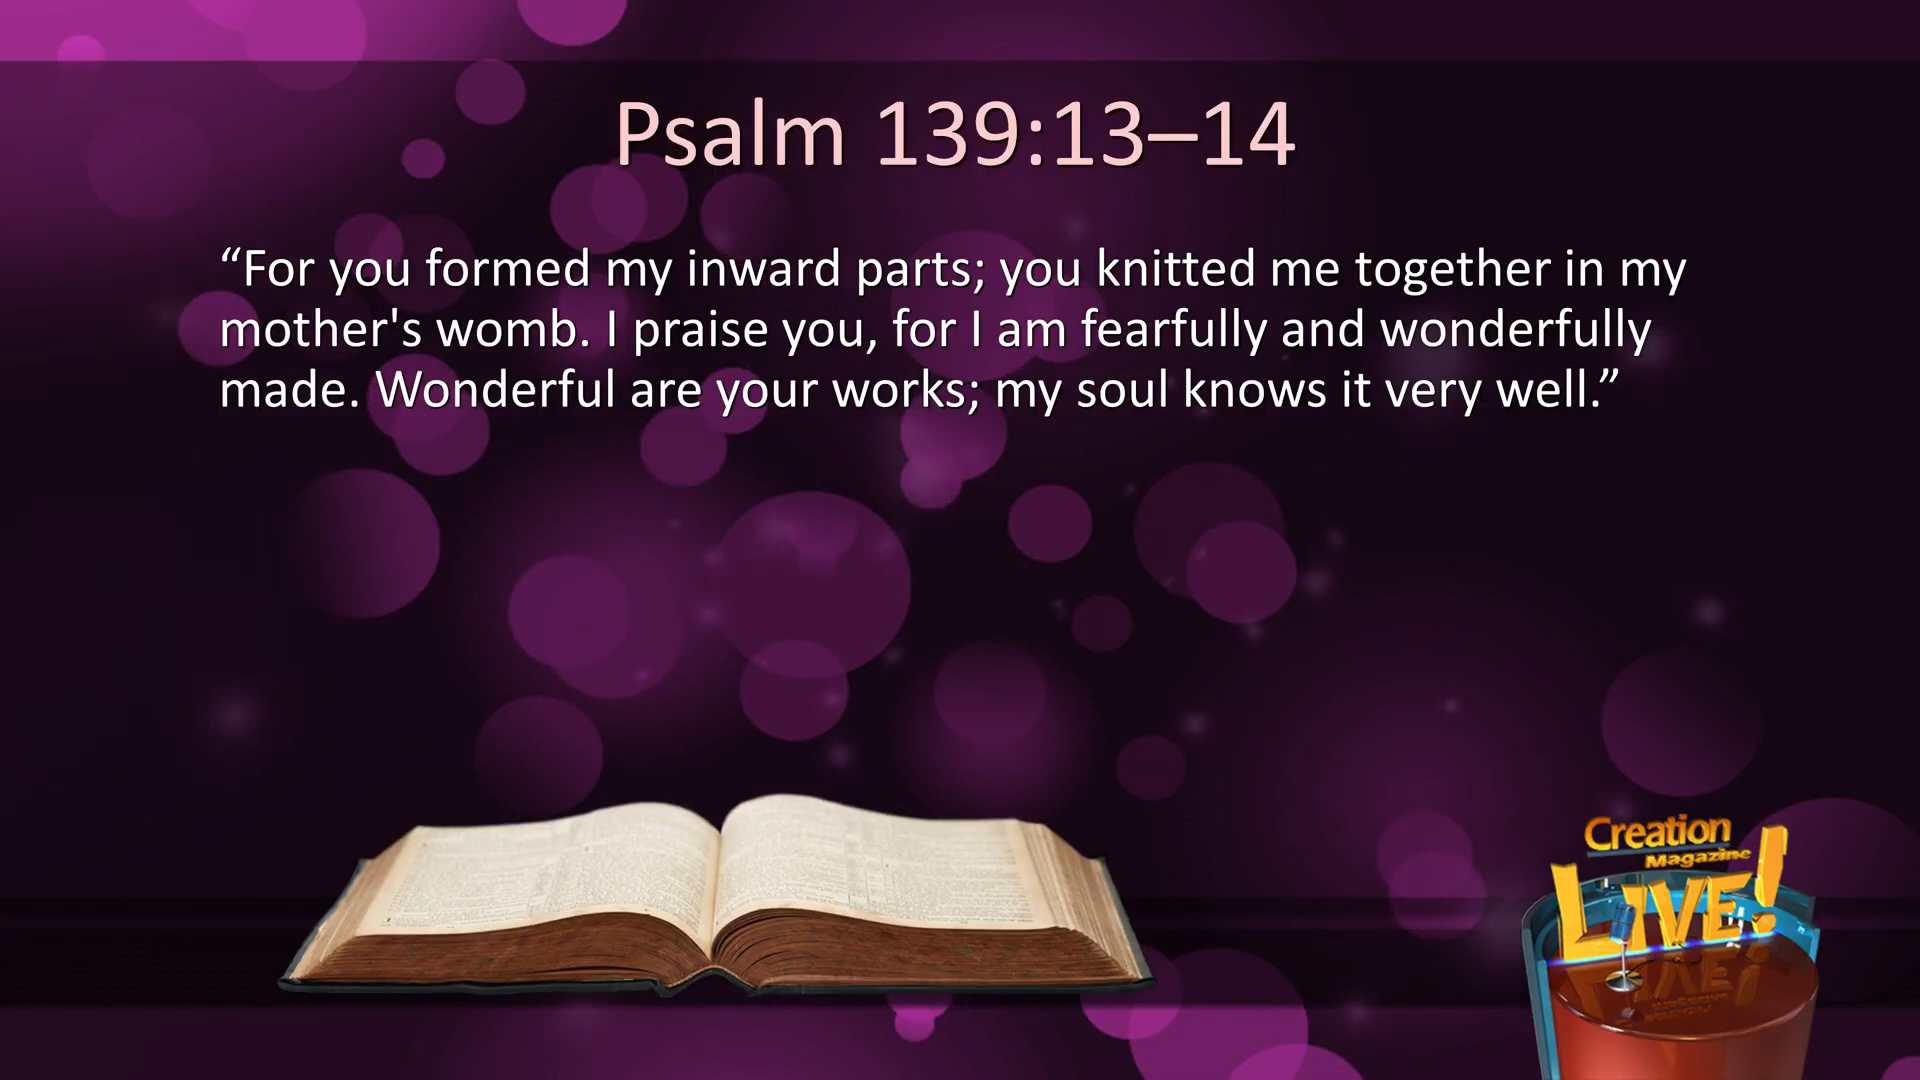 Psalm 139:13–14
“For you formed my inward parts; you knitted me together in my
mother's womb. I praise you, for I am fearfully and wonderfully
made. Wonderful are your works; my soul knows it very well.”
Creation
Magazine
LIVE!